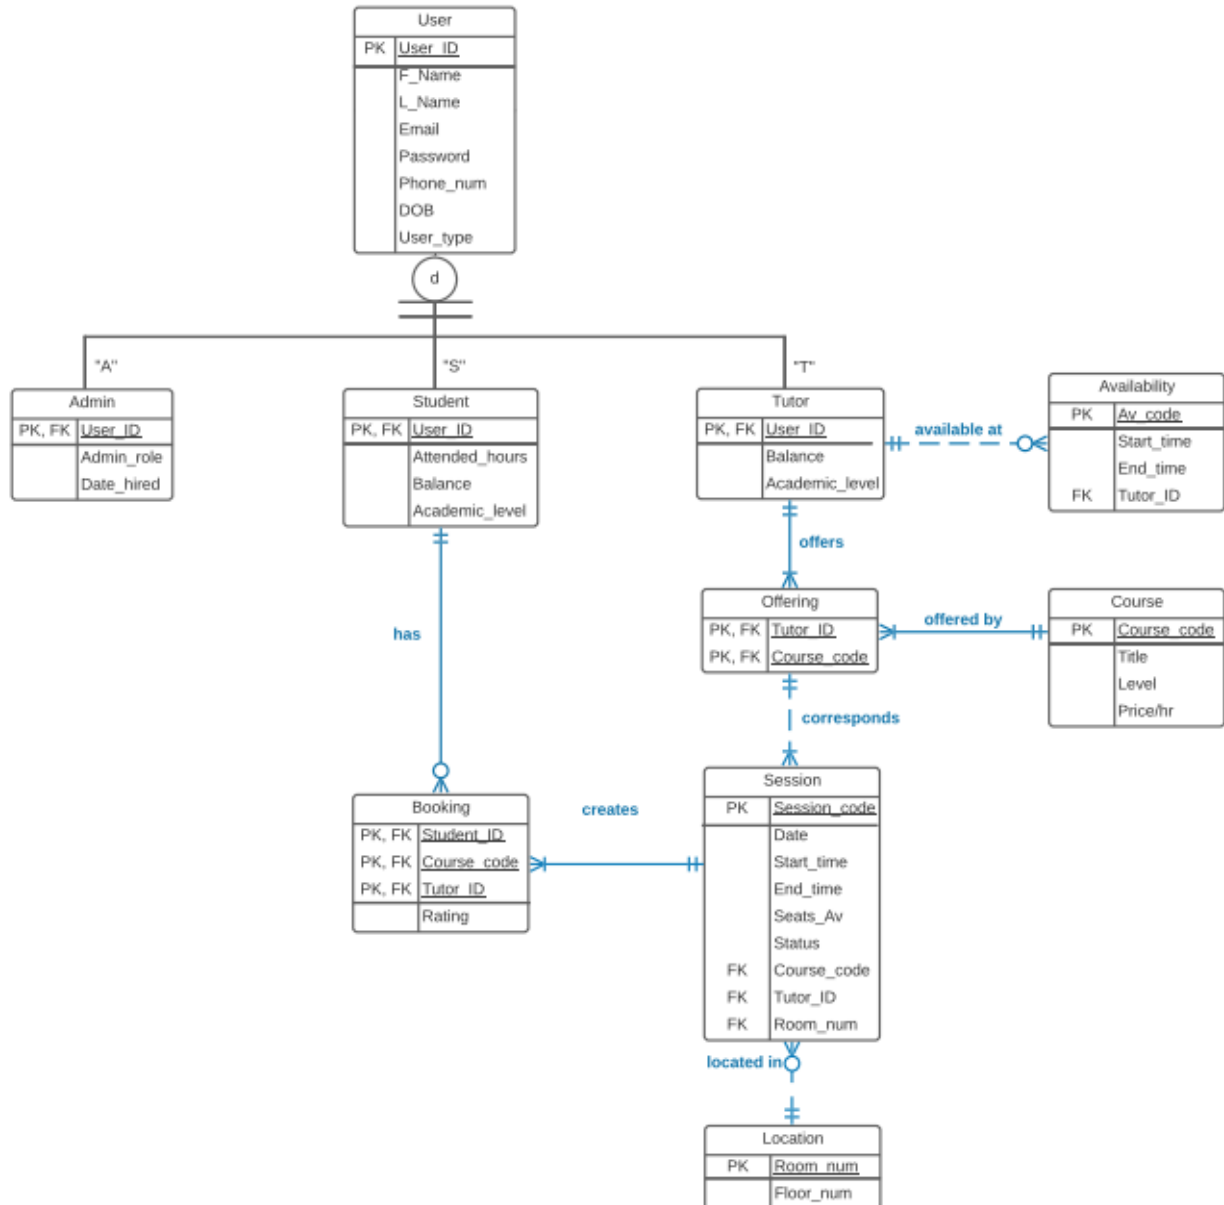 User
PK User_ID
F_Name
L_Name
Email
Password
Phone_num
DOB
User_type
d
"A"
"S"
"T"
Admin
PK, FK User_ID
Admin_role
Date_hired
Student
PK, FK User_ID
Attended_hours
Balance
Academic_level
Tutor
PK, FK User_ID
Balance
Academic_level
available at
Availability
PK Av_code
Start_time
End_time
FK Tutor_ID
offers
has
Offering
PK, FK Tutor_ID
PK, FK Course_code
offered by
Course
PK Course_code
Title
Level
Price/hr
corresponds
Booking
PK, FK Student_ID
PK, FK Course_code
PK, FK Tutor_ID
Rating
creates
Session
PK Session_code
Date
Start_time
End_time
Seats_Av
Status
FK Course_code
FK Tutor_ID
FK Room_num
located in
Location
PK Room_num
Floor_num